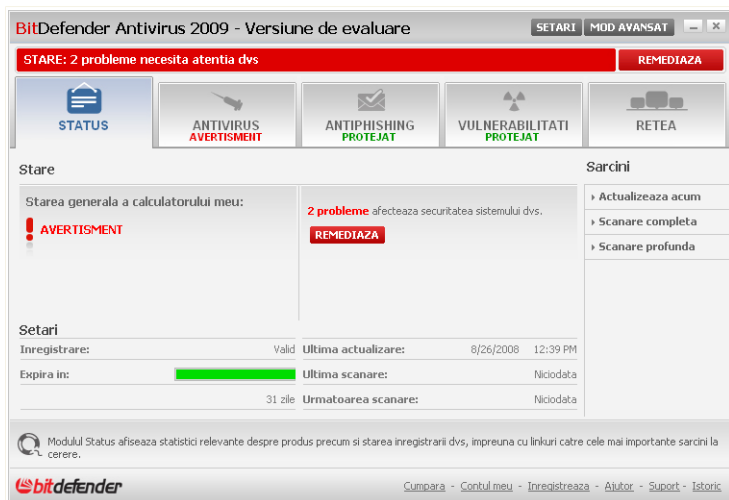 BitDefender Antivirus 2009 - Versiune de evaluare
SETARI
MOD AVANSAT
STARE: 2 probleme necesita atentia dvs
REMEDIAZA
STATUS
ANTIVIRUS
AVERTISMENT
ANTIPHISHING
PROTEJAT
VULNERABILITATI
PROTEJAT
RETEA
Stare
Starea generala a calculatorului meu:
AVERTISMENT
2 probleme afecteaza securitatea sistemului dvs.
REMEDIAZA
Sarcini
Actualizeaza acum
Scanare completa
Scanare profunda
Setari
Inregistrare: Valid
Expira in:
31 zile
Ultima actualizare: 8/26/2008 12:39 PM
Ultima scanare: Niciodata
Urmatoarea scanare: Niciodata
Modulul Status afiseaza statistici relevante despre produs precum si starea inregistrarii dvs, impreuna cu linkuri catre cele mai importante sarcini la
cerere.
bitdefender
Cumpara - Contul meu - Inregistreaza - Ajutor - Suport - Istoric